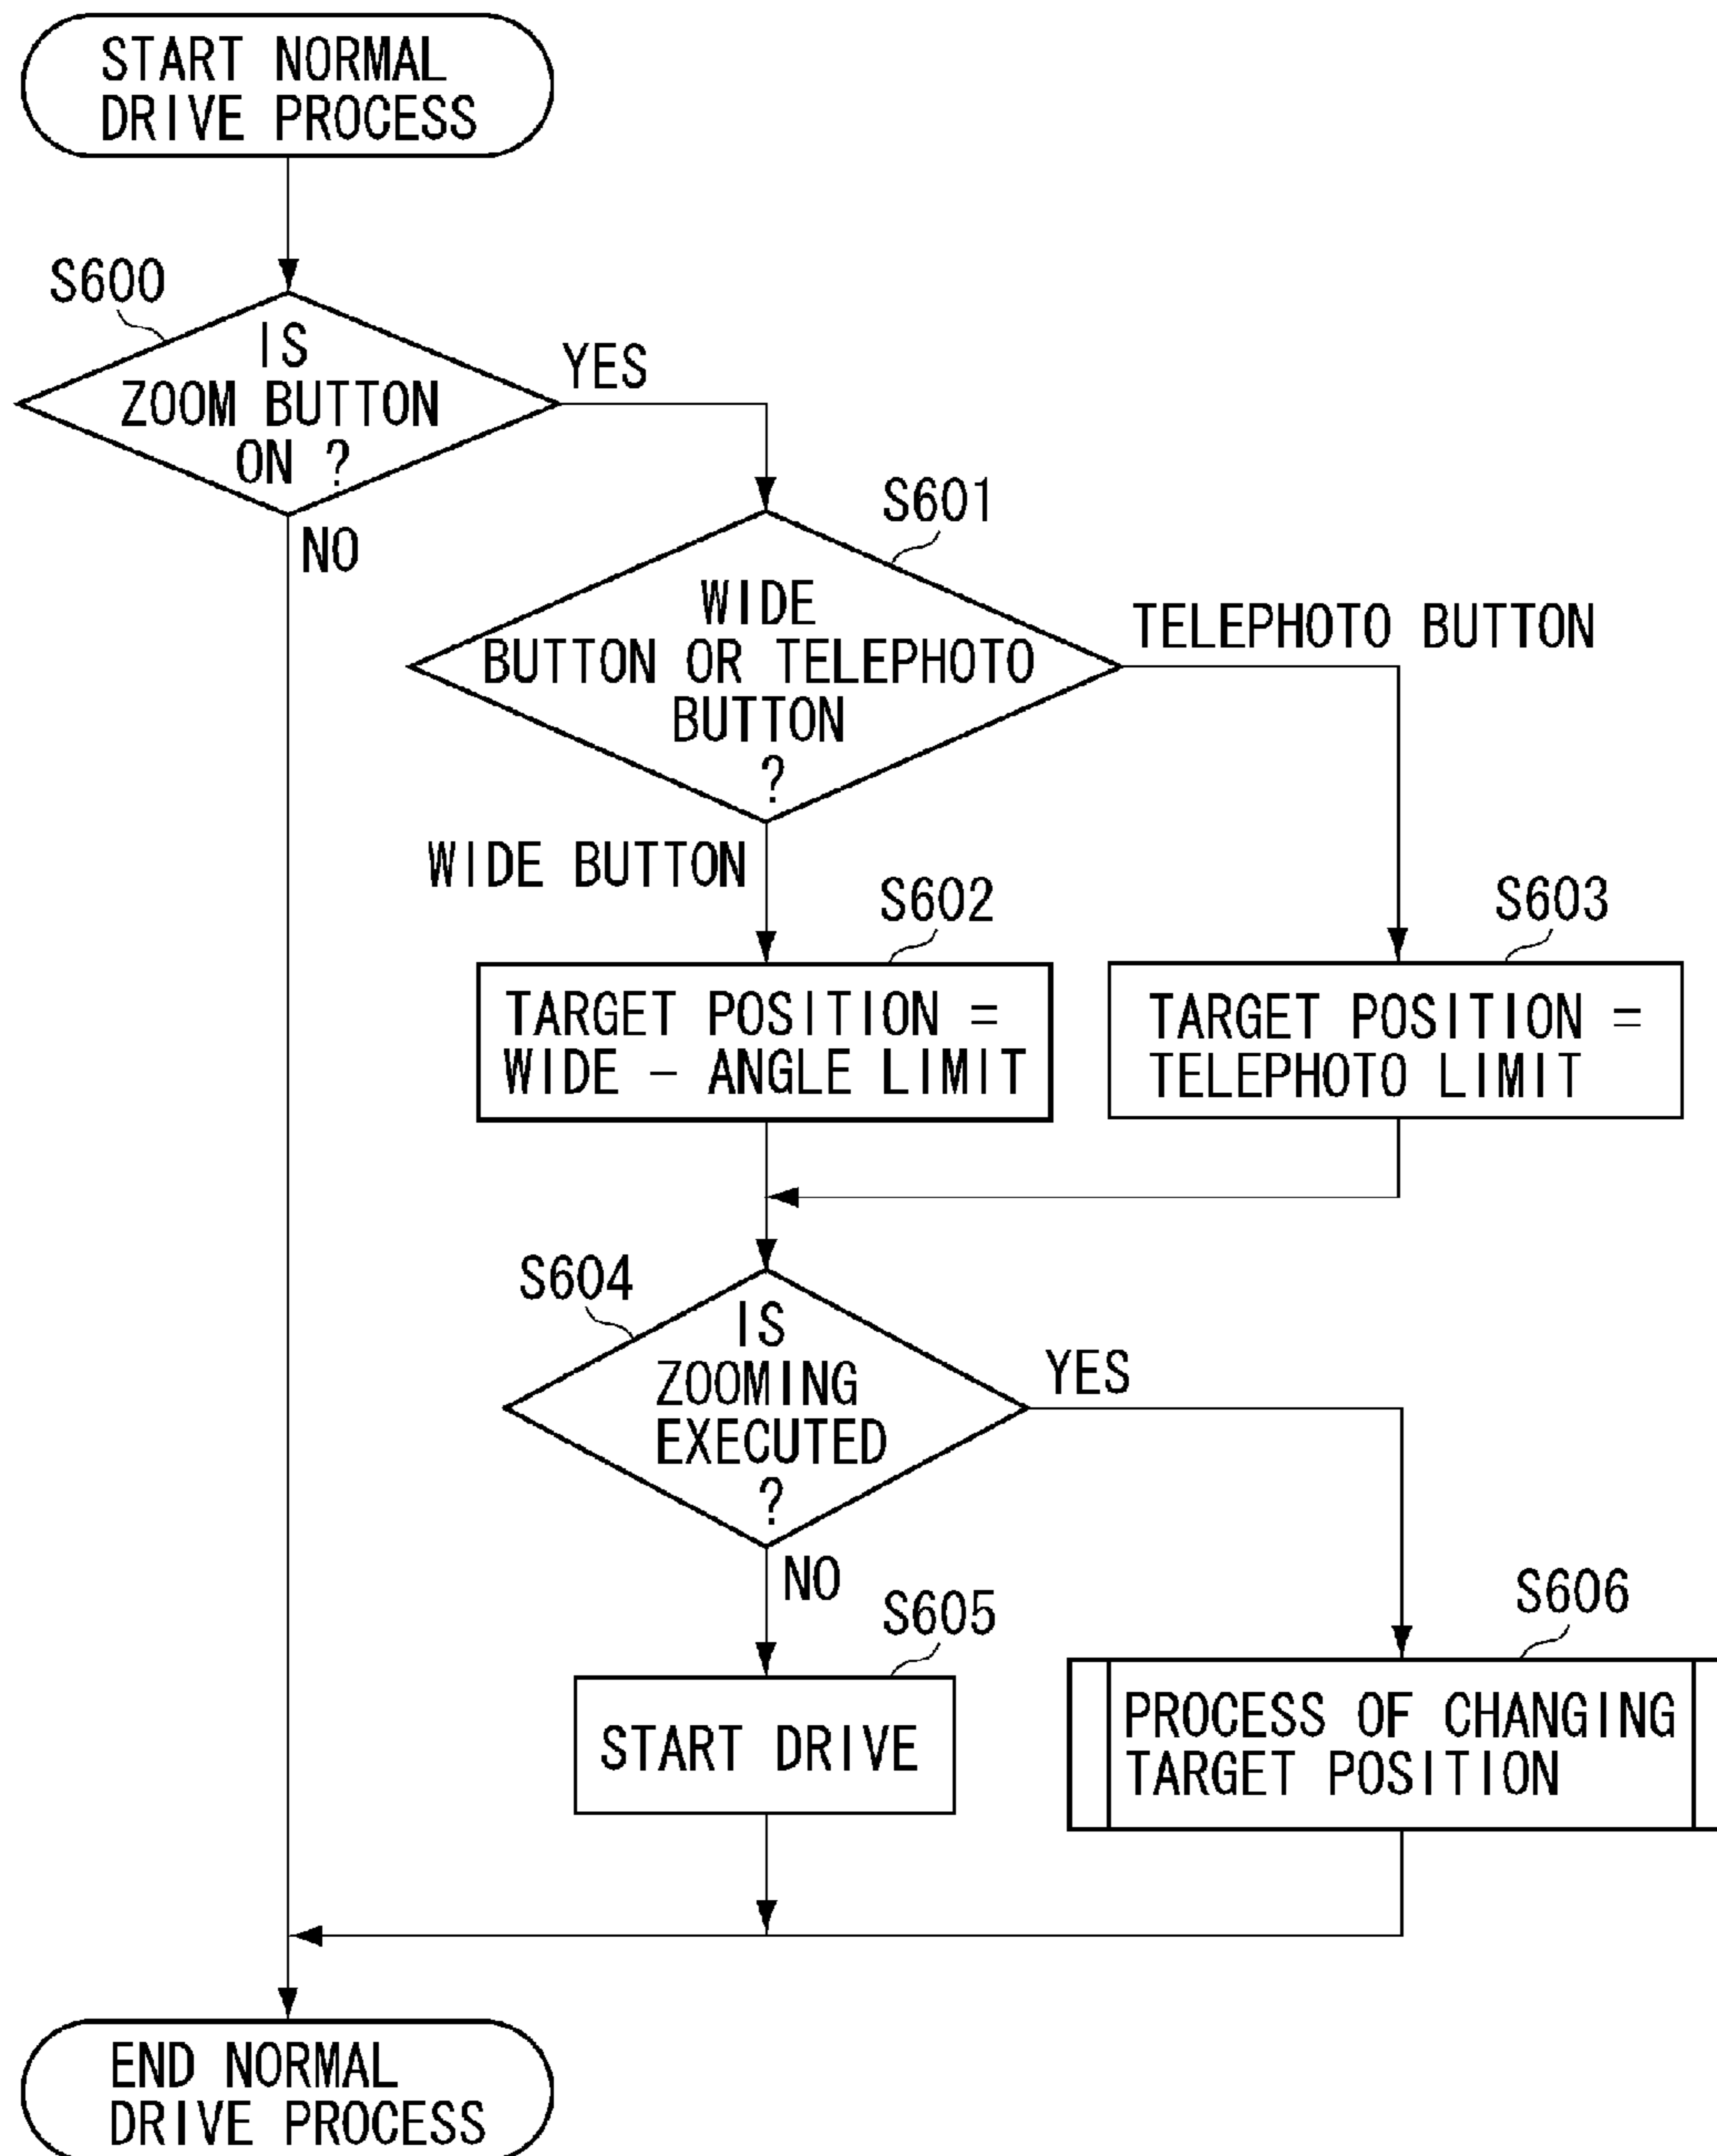 START NORMAL
DRIVE PROCESS
S600
IS
ZOOM BUTTON
ON ?
YES
NO
S601
WIDE
BUTTON OR TELEPHOTO
BUTTON
?
TELEPHOTO BUTTON
WIDE BUTTON
S602
TARGET POSITION =
WIDE - ANGLE LIMIT
S603
TARGET POSITION =
TELEPHOTO LIMIT
S604
IS
ZOOMING
EXECUTED
?
YES
NO
S605
START DRIVE
S606
PROCESS OF CHANGING
TARGET POSITION
END NORMAL
DRIVE PROCESS